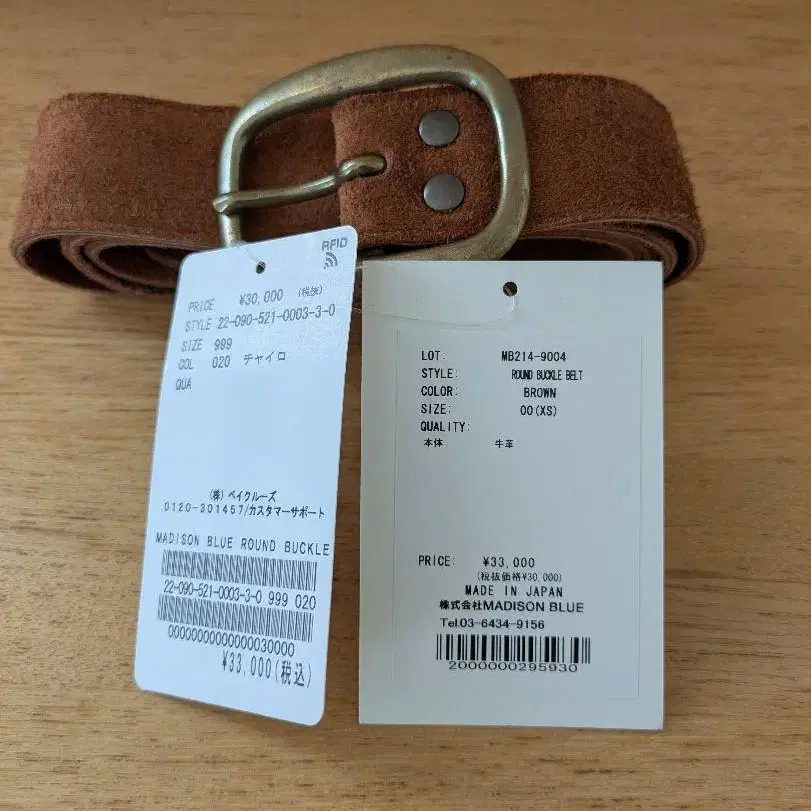 RFID
PRICE ¥30,000 (税抜)
STYLE 22-090-521-0003-3-0
SIZE 999
COL 020 チャイロ
QUA
(株) ベイクルーズ
0120-301457/カスタマーサポート
MADISON BLUE ROUND BUCKLE
22-090-521-0003-3-0 999 020
0000000000000030000
¥33,000(税込)
LOT: MB214-9004
STYLE: ROUND BUCKLE BELT
COLOR: BROWN
SIZE: 00(XS)
QUALITY:
本体 牛革
PRICE: ¥33,000
(税抜価格¥30,000)
MADE IN JAPAN
株式会社MADISON BLUE
Tel.03-6434-9156
2000000295930